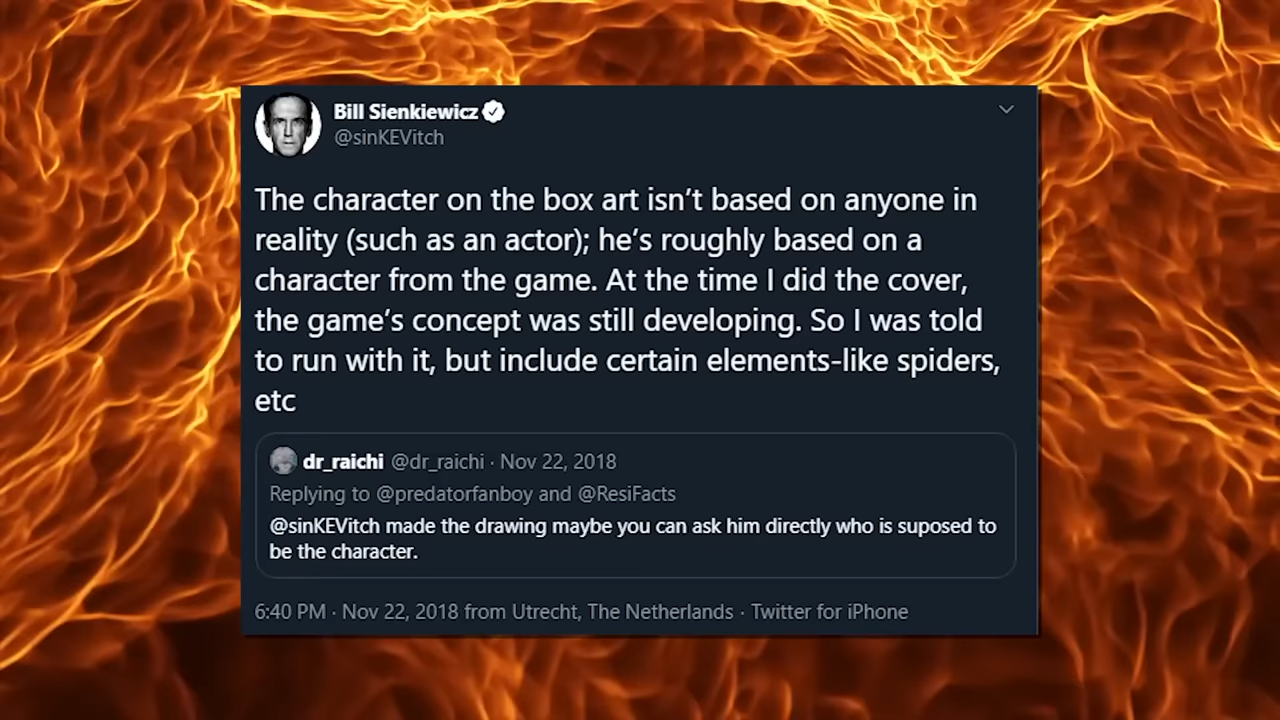 Bill Sienkiewicz
@sinKEVitch
The character on the box art isn’t based on anyone in
reality (such as an actor); he’s roughly based on a
character from the game. At the time I did the cover,
the game’s concept was still developing. So I was told
to run with it, but include certain elements-like spiders,
etc
dr_raichi @dr_raichi · Nov 22, 2018
Replying to @predatorfanboy and @ResiFacts
@sinKEVitch made the drawing maybe you can ask him directly who is suposed to
be the character.
6:40 PM · Nov 22, 2018 from Utrecht, The Netherlands · Twitter for iPhone